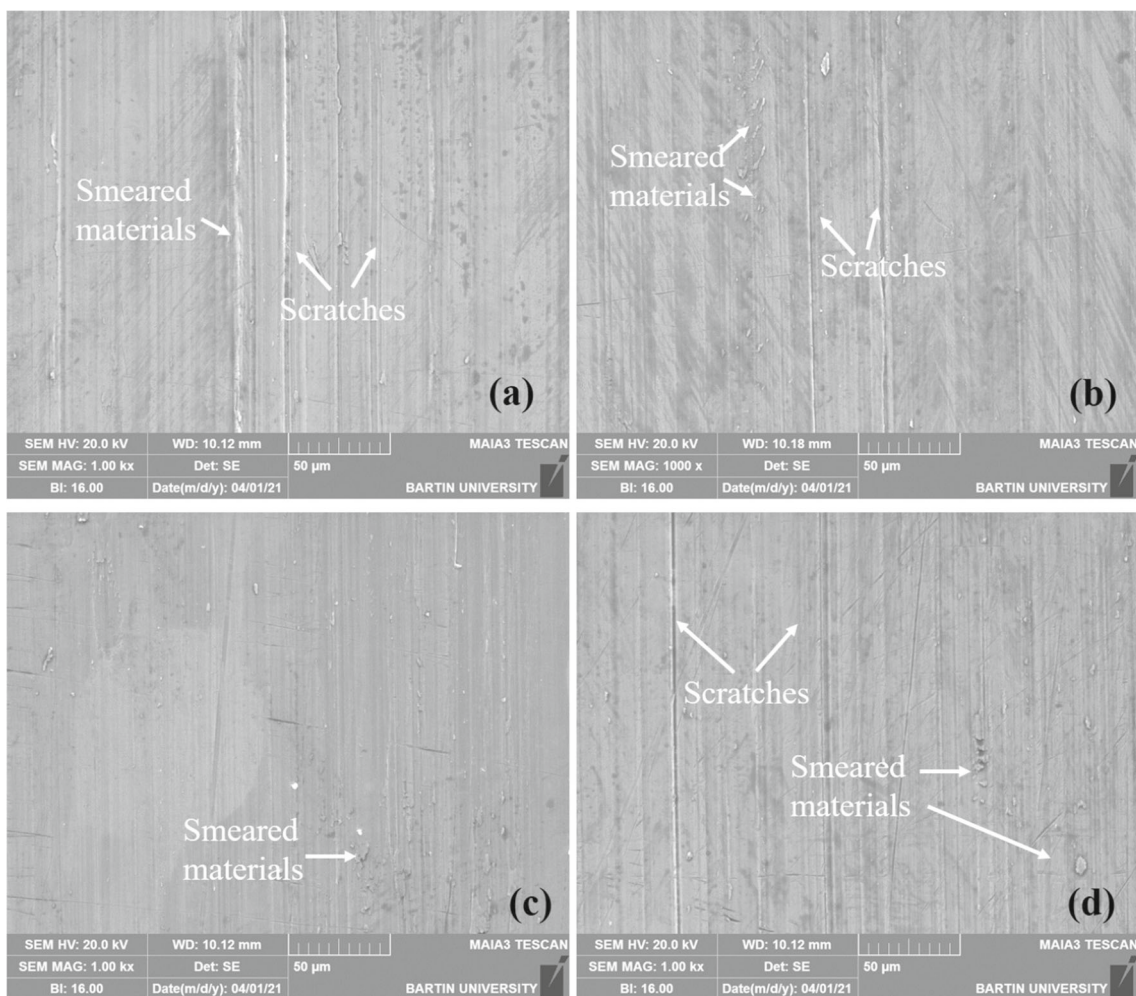 Smeared
materials
Scratches
(a)
SEM HV: 20.0 kV WD: 10.12 mm MAIA3 TESCAN
SEM MAG: 1.00 kx Det: SE 50 µm
BI: 16.00 Date(m/d/y): 04/01/21 BARTIN UNIVERSITY
Smeared
materials
Scratches
(b)
SEM HV: 20.0 kV WD: 10.18 mm MAIA3 TESCAN
SEM MAG: 1000 x Det: SE 50 µm
BI: 16.00 Date(m/d/y): 04/01/21 BARTIN UNIVERSITY
Smeared
materials
(c)
SEM HV: 20.0 kV WD: 10.12 mm MAIA3 TESCAN
SEM MAG: 1.00 kx Det: SE 50 µm
BI: 16.00 Date(m/d/y): 04/01/21 BARTIN UNIVERSITY
Scratches
Smeared
materials
(d)
SEM HV: 20.0 kV WD: 10.12 mm MAIA3 TESCAN
SEM MAG: 1.00 kx Det: SE 50 µm
BI: 16.00 Date(m/d/y): 04/01/21 BARTIN UNIVERSITY